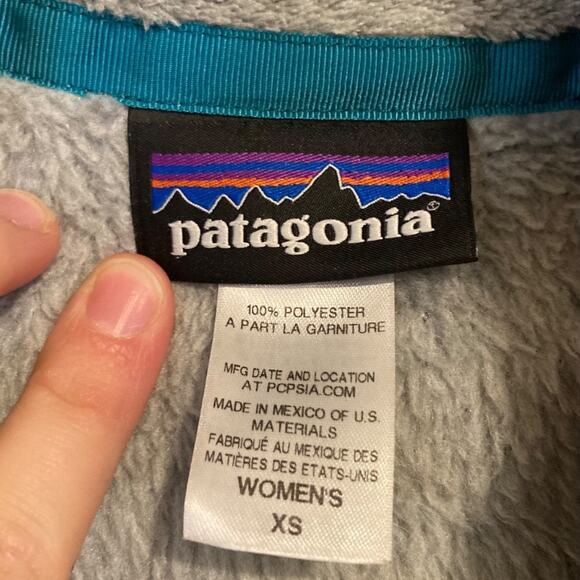 patagonia®
100% POLYESTER
A PART LA GARNITURE
MFG DATE AND LOCATION
AT PCPSIA.COM
MADE IN MEXICO OF U.S.
MATERIALS
FABRIQUÉ AU MEXIQUE DES
MATIÈRES DES ETATS-UNIS
WOMEN'S
XS